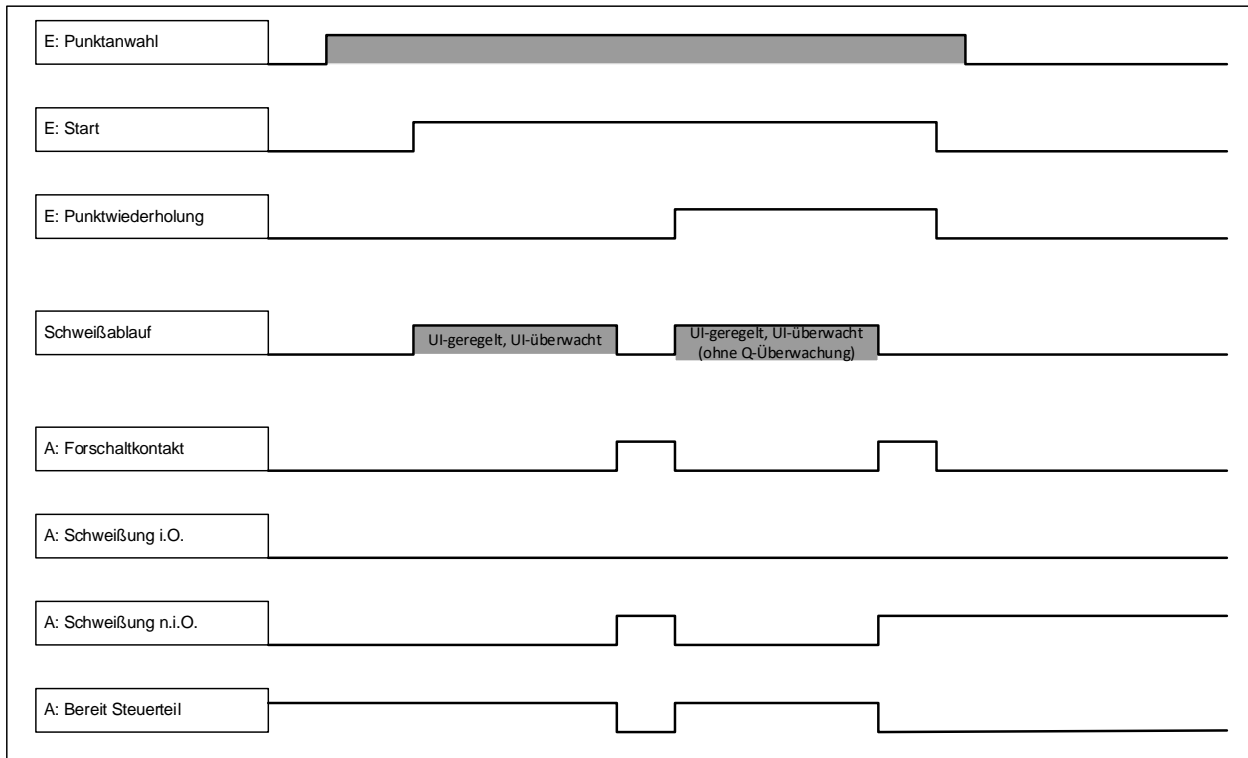 E: Punktanwahl
E: Start
E: Punktwiederholung
Schweißablauf
UI-geregelt, UI-überwacht
UI-geregelt, UI-überwacht
(ohne Q-Überwachung)
A: Forschaltkontakt
A: Schweißung i.O.
A: Schweißung n.i.O.
A: Bereit Steuerteil